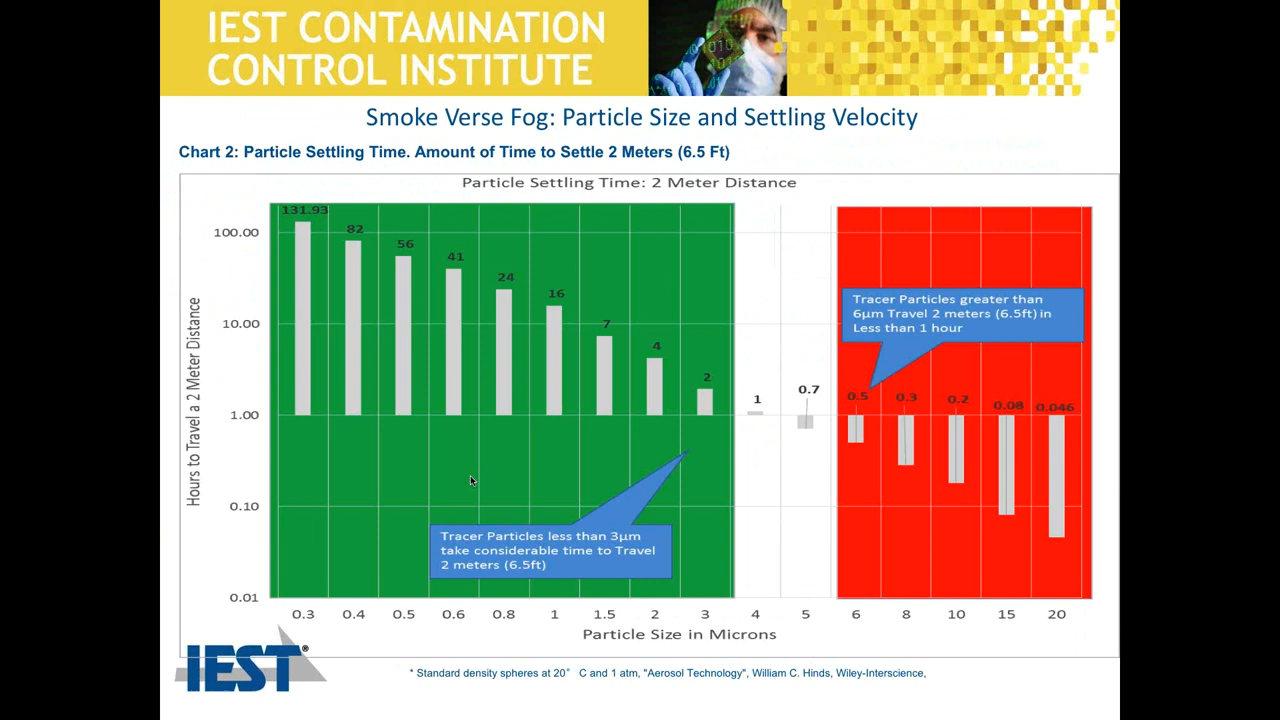 IEST CONTAMINATION
CONTROL INSTITUTE
Smoke Verse Fog: Particle Size and Settling Velocity
Chart 2: Particle Settling Time. Amount of Time to Settle 2 Meters (6.5 Ft)
Particle Settling Time: 2 Meter Distance
Hours to Travel a 2 Meter Distance
100.00
10.00
1.00
0.10
0.01
131.93
82
56
41
24
16
7
4
2
1
0.7
0.5
0.3
0.2
0.08
0.046
Tracer Particles greater than
6µm Travel 2 meters (6.5ft) in
Less than 1 hour
Tracer Particles less than 3µm
take considerable time to Travel
2 meters (6.5ft)
0.3 0.4 0.5 0.6 0.8 1 1.5 2 3 4 5 6 8 10 15 20
Particle Size in Microns
IEST®
* Standard density spheres at 20° C and 1 atm, "Aerosol Technology", William C. Hinds, Wiley-Interscience,